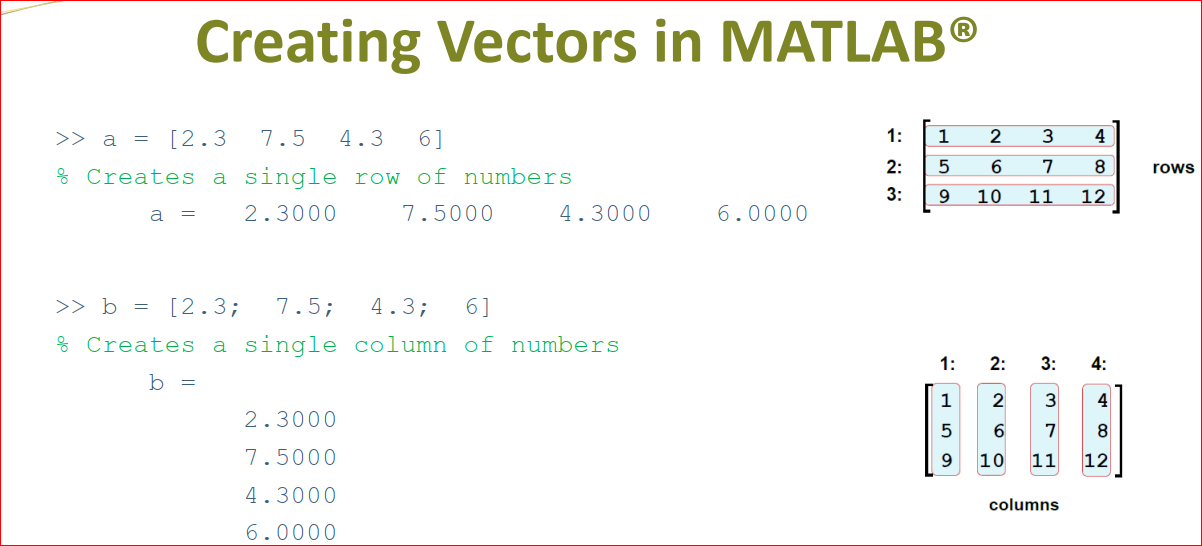 Creating Vectors in MATLAB®
>> a = [2.3  7.5  4.3  6]
% Creates a single row of numbers
a =   2.3000    7.5000    4.3000    6.0000
>> b = [2.3;  7.5;  4.3;  6]
% Creates a single column of numbers
b =
2.3000
7.5000
4.3000
6.0000
1: 1 2 3 4
2: 5 6 7 8 rows
3: 9 10 11 12
1: 2: 3: 4:
1 2 3 4
5 6 7 8
9 10 11 12
columns